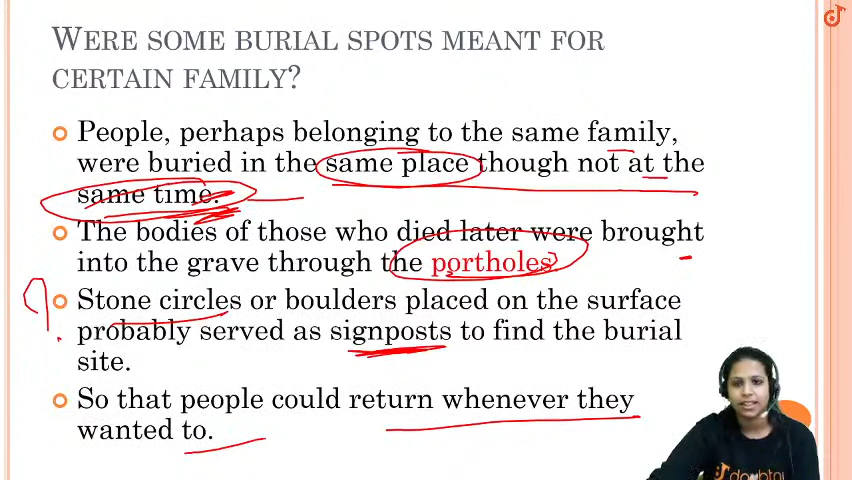 WERE SOME BURIAL SPOTS MEANT FOR
CERTAIN FAMILY?
People, perhaps belonging to the same family,
were buried in the same place though not at the
same time.
The bodies of those who died later were brought
into the grave through the portholes.
Stone circles or boulders placed on the surface
probably served as signposts to find the burial
site.
So that people could return whenever they
wanted to.
doubtnut